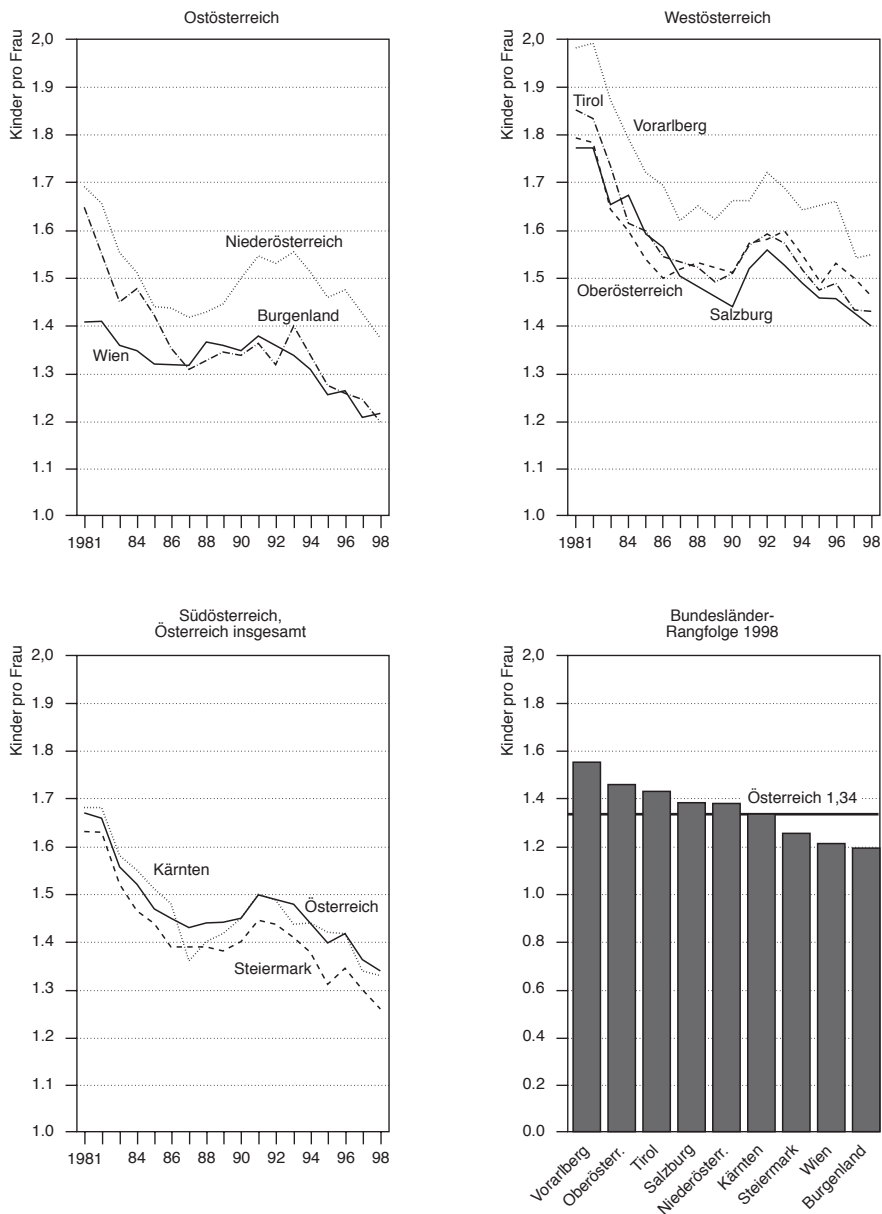 Ostösterreich
Kinder pro Frau
2,0
1.9
1.8
1.7
1.6
1.5
1.4
1.3
1.2
1.1
1.0
Niederösterreich
Burgenland
Wien
1981 84 86 88 90 92 94 96 98
Westösterreich
Kinder pro Frau
2,0
1.9
1.8
1.7
1.6
1.5
1.4
1.3
1.2
1.1
1.0
Tirol
Vorarlberg
Oberösterreich
Salzburg
1981 84 86 88 90 92 94 96 98
Südösterreich,
Österreich insgesamt
Kinder pro Frau
2,0
1.9
1.8
1.7
1.6
1.5
1.4
1.3
1.2
1.1
1.0
Kärnten
Österreich
Steiermark
1981 84 86 88 90 92 94 96 98
Bundesländer-
Rangfolge 1998
Kinder pro Frau
2,0
1.8
1.6
1.4
1.2
1.0
0.8
0.6
0.4
0.2
0.0
Österreich 1,34
Vorarlberg
Oberösterr.
Tirol
Salzburg
Niederösterr.
Kärnten
Steiermark
Wien
Burgenland